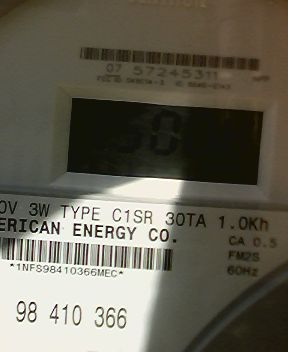 07 57245311
0V 3W TYPE C1SR 30TA 1.0Kh
ERICAN ENERGY CO.
CA 0.5
FM2S
*1NFS98410366MEC*
60Hz
98 410 366